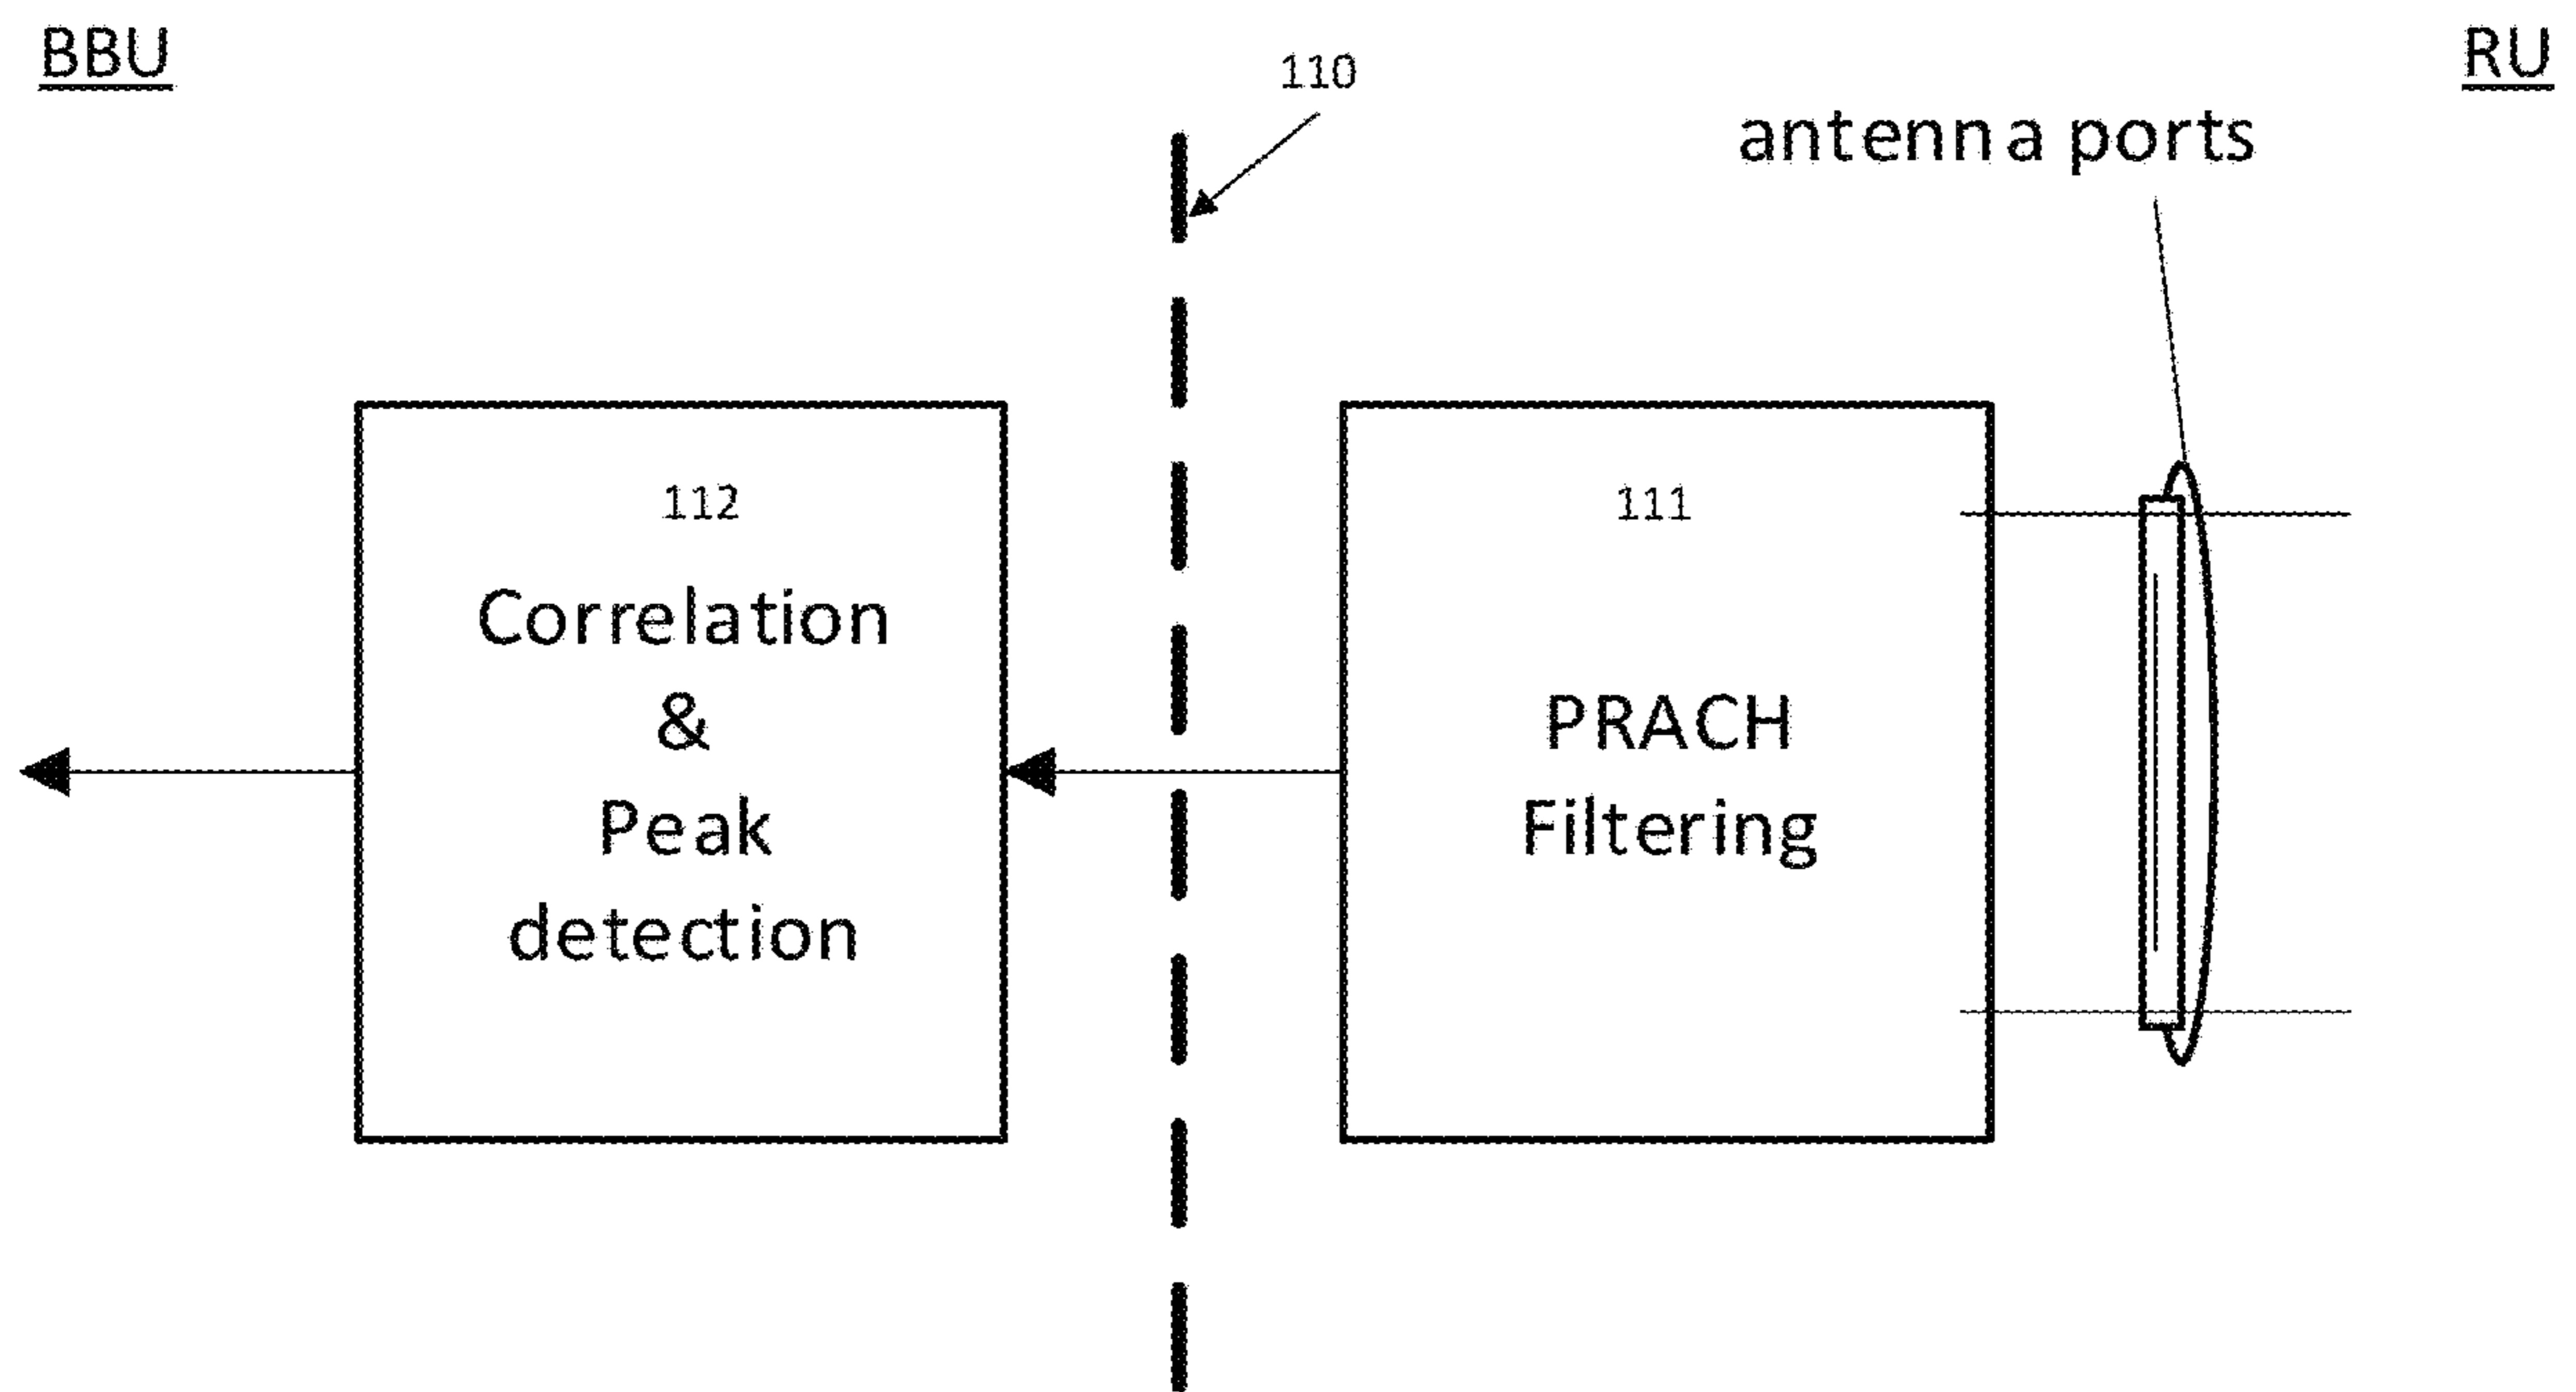 BBU
110
RU
antenna ports
112
Correlation
&
Peak
detection
111
PRACH
Filtering